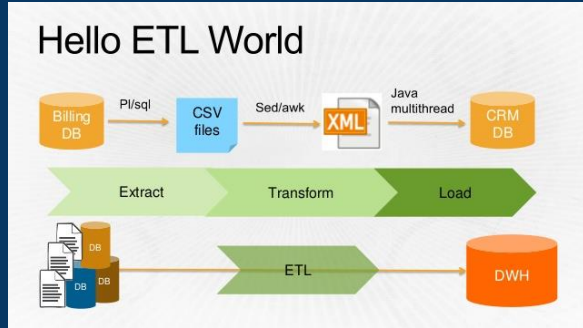 Hello ETL World
Billing
DB
Pl/sql
CSV
files
Sed/awk
XML
Java
multithread
CRM
DB
Extract
Transform
Load
DB
DB
DB
ETL
DWH